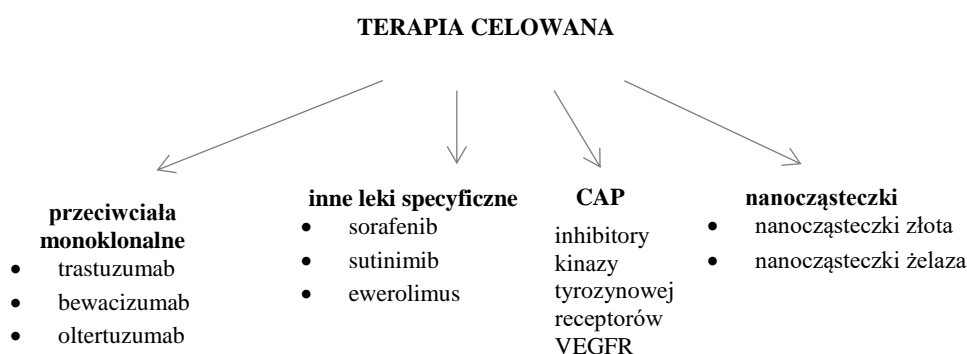 TERAPIA CELOWANA
przeciwciała
monoklonalne
• trastuzumab
• bewacizumab
• oltertuzumab
inne leki specyficzne
• sorafenib
• sutinimib
• ewerolimus
CAP
inhibitory
kinazy
tyrozynowej
receptorów
VEGFR
nanocząsteczki
• nanocząsteczki złota
• nanocząsteczki żelaza